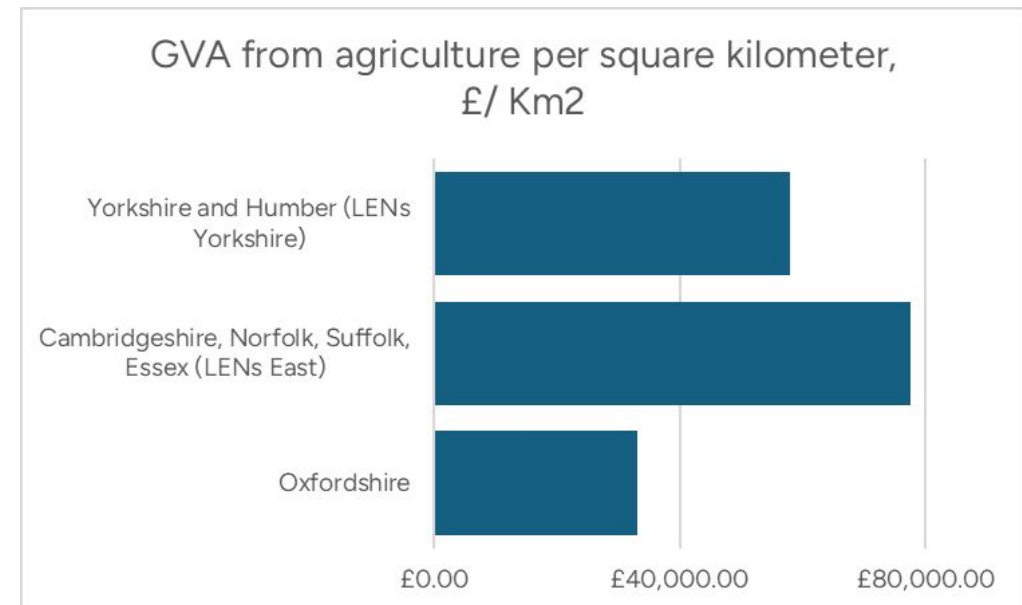 GVA from agriculture per square kilometer,
£/ Km2
Yorkshire and Humber (LENs
Yorkshire)
Cambridgeshire, Norfolk, Suffolk,
Essex (LENs East)
Oxfordshire
£0.00
£40,000.00
£80,000.00